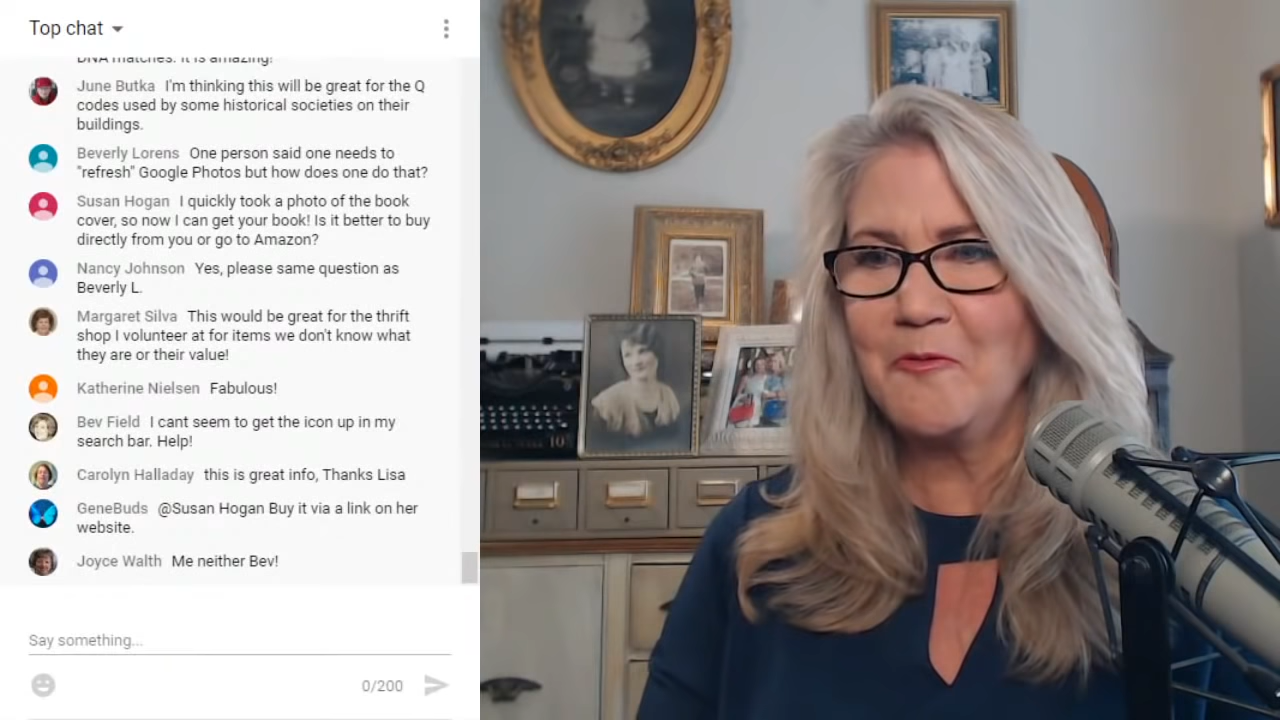 Top chat
DNA matches. It is amazing!
June Butka I'm thinking this will be great for the Q
codes used by some historical societies on their
buildings.
Beverly Lorens One person said one needs to
"refresh" Google Photos but how does one do that?
Susan Hogan I quickly took a photo of the book
cover, so now I can get your book! Is it better to buy
directly from you or go to Amazon?
Nancy Johnson Yes, please same question as
Beverly L.
Margaret Silva This would be great for the thrift
shop I volunteer at for items we don't know what
they are or their value!
Katherine Nielsen Fabulous!
Bev Field I cant seem to get the icon up in my
search bar. Help!
Carolyn Halladay this is great info, Thanks Lisa
GeneBuds @Susan Hogan Buy it via a link on her
website.
Joyce Walth Me neither Bev!
Say something...
0/200
10